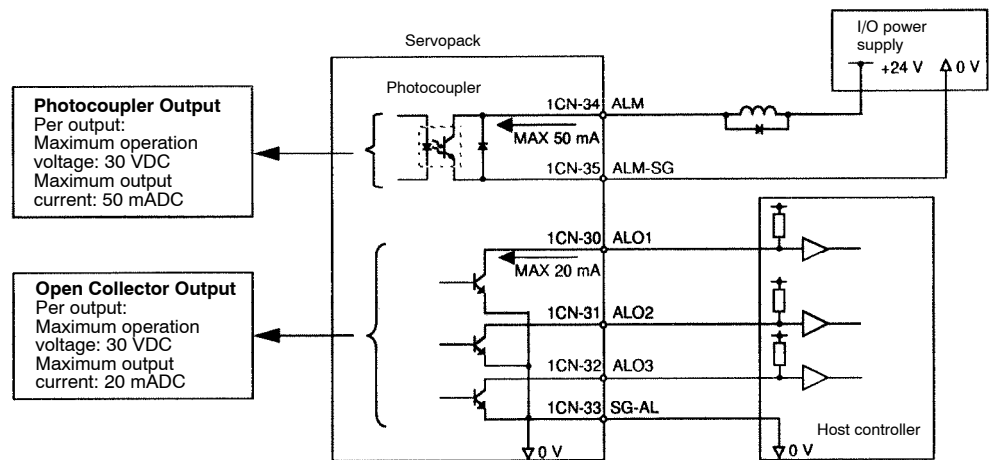 Servopack
I/O power
supply
+24 V
0 V
Photocoupler Output
Per output:
Maximum operation
voltage: 30 VDC
Maximum output
current: 50 mADC
Photocoupler
1CN-34
ALM
MAX 50 mA
1CN-35
ALM-SG
1CN-30
ALO1
MAX 20 mA
Open Collector Output
Per output:
Maximum operation
voltage: 30 VDC
Maximum output
current: 20 mADC
1CN-31
ALO2
1CN-32
ALO3
1CN-33
SG-AL
Host controller
0 V
0 V